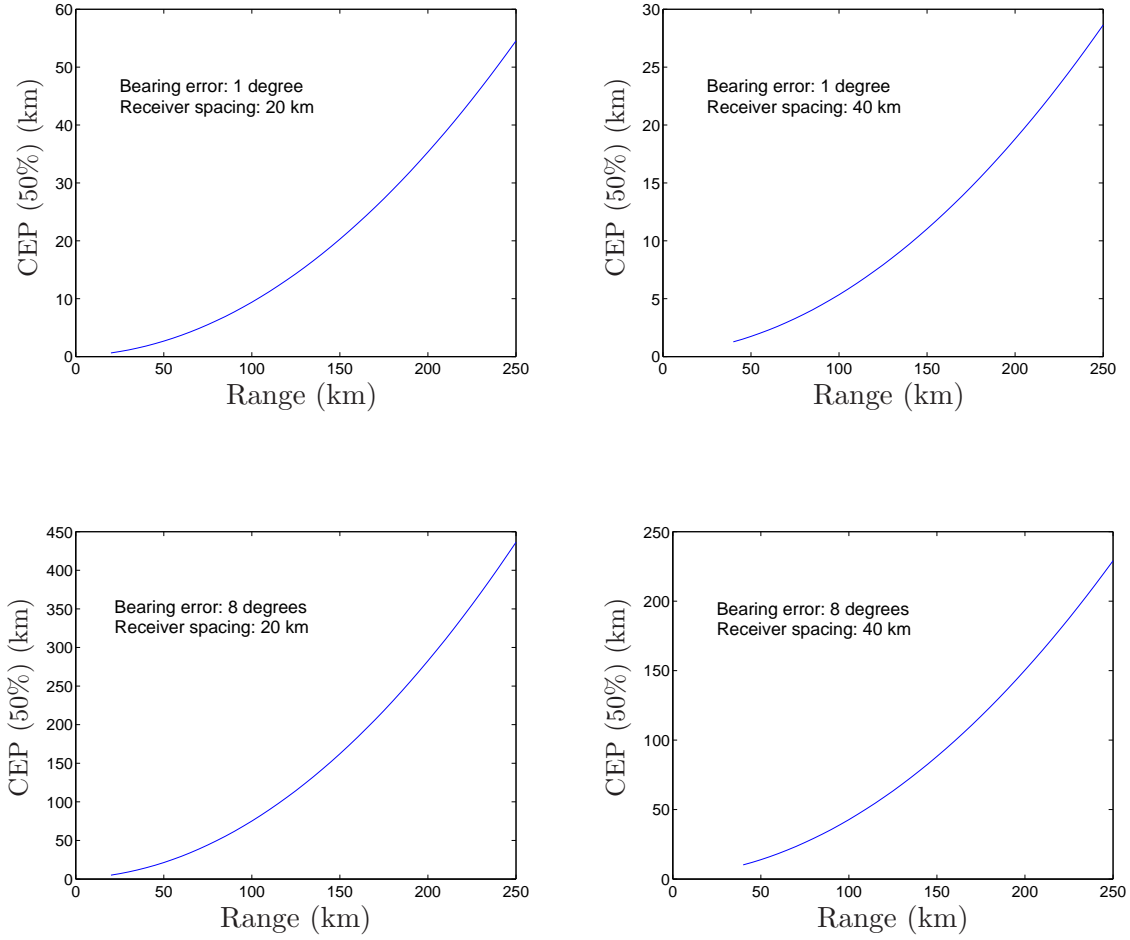 60
50
40
30
20
10
0
CEP (50%) (km)
Bearing error: 1 degree
Receiver spacing: 20 km
0 50 100 150 200 250
Range (km)
30
25
20
15
10
5
0
CEP (50%) (km)
Bearing error: 1 degree
Receiver spacing: 40 km
0 50 100 150 200 250
Range (km)
450
400
350
300
250
200
150
100
50
0
CEP (50%) (km)
Bearing error: 8 degrees
Receiver spacing: 20 km
0 50 100 150 200 250
Range (km)
250
200
150
100
50
0
CEP (50%) (km)
Bearing error: 8 degrees
Receiver spacing: 40 km
0 50 100 150 200 250
Range (km)